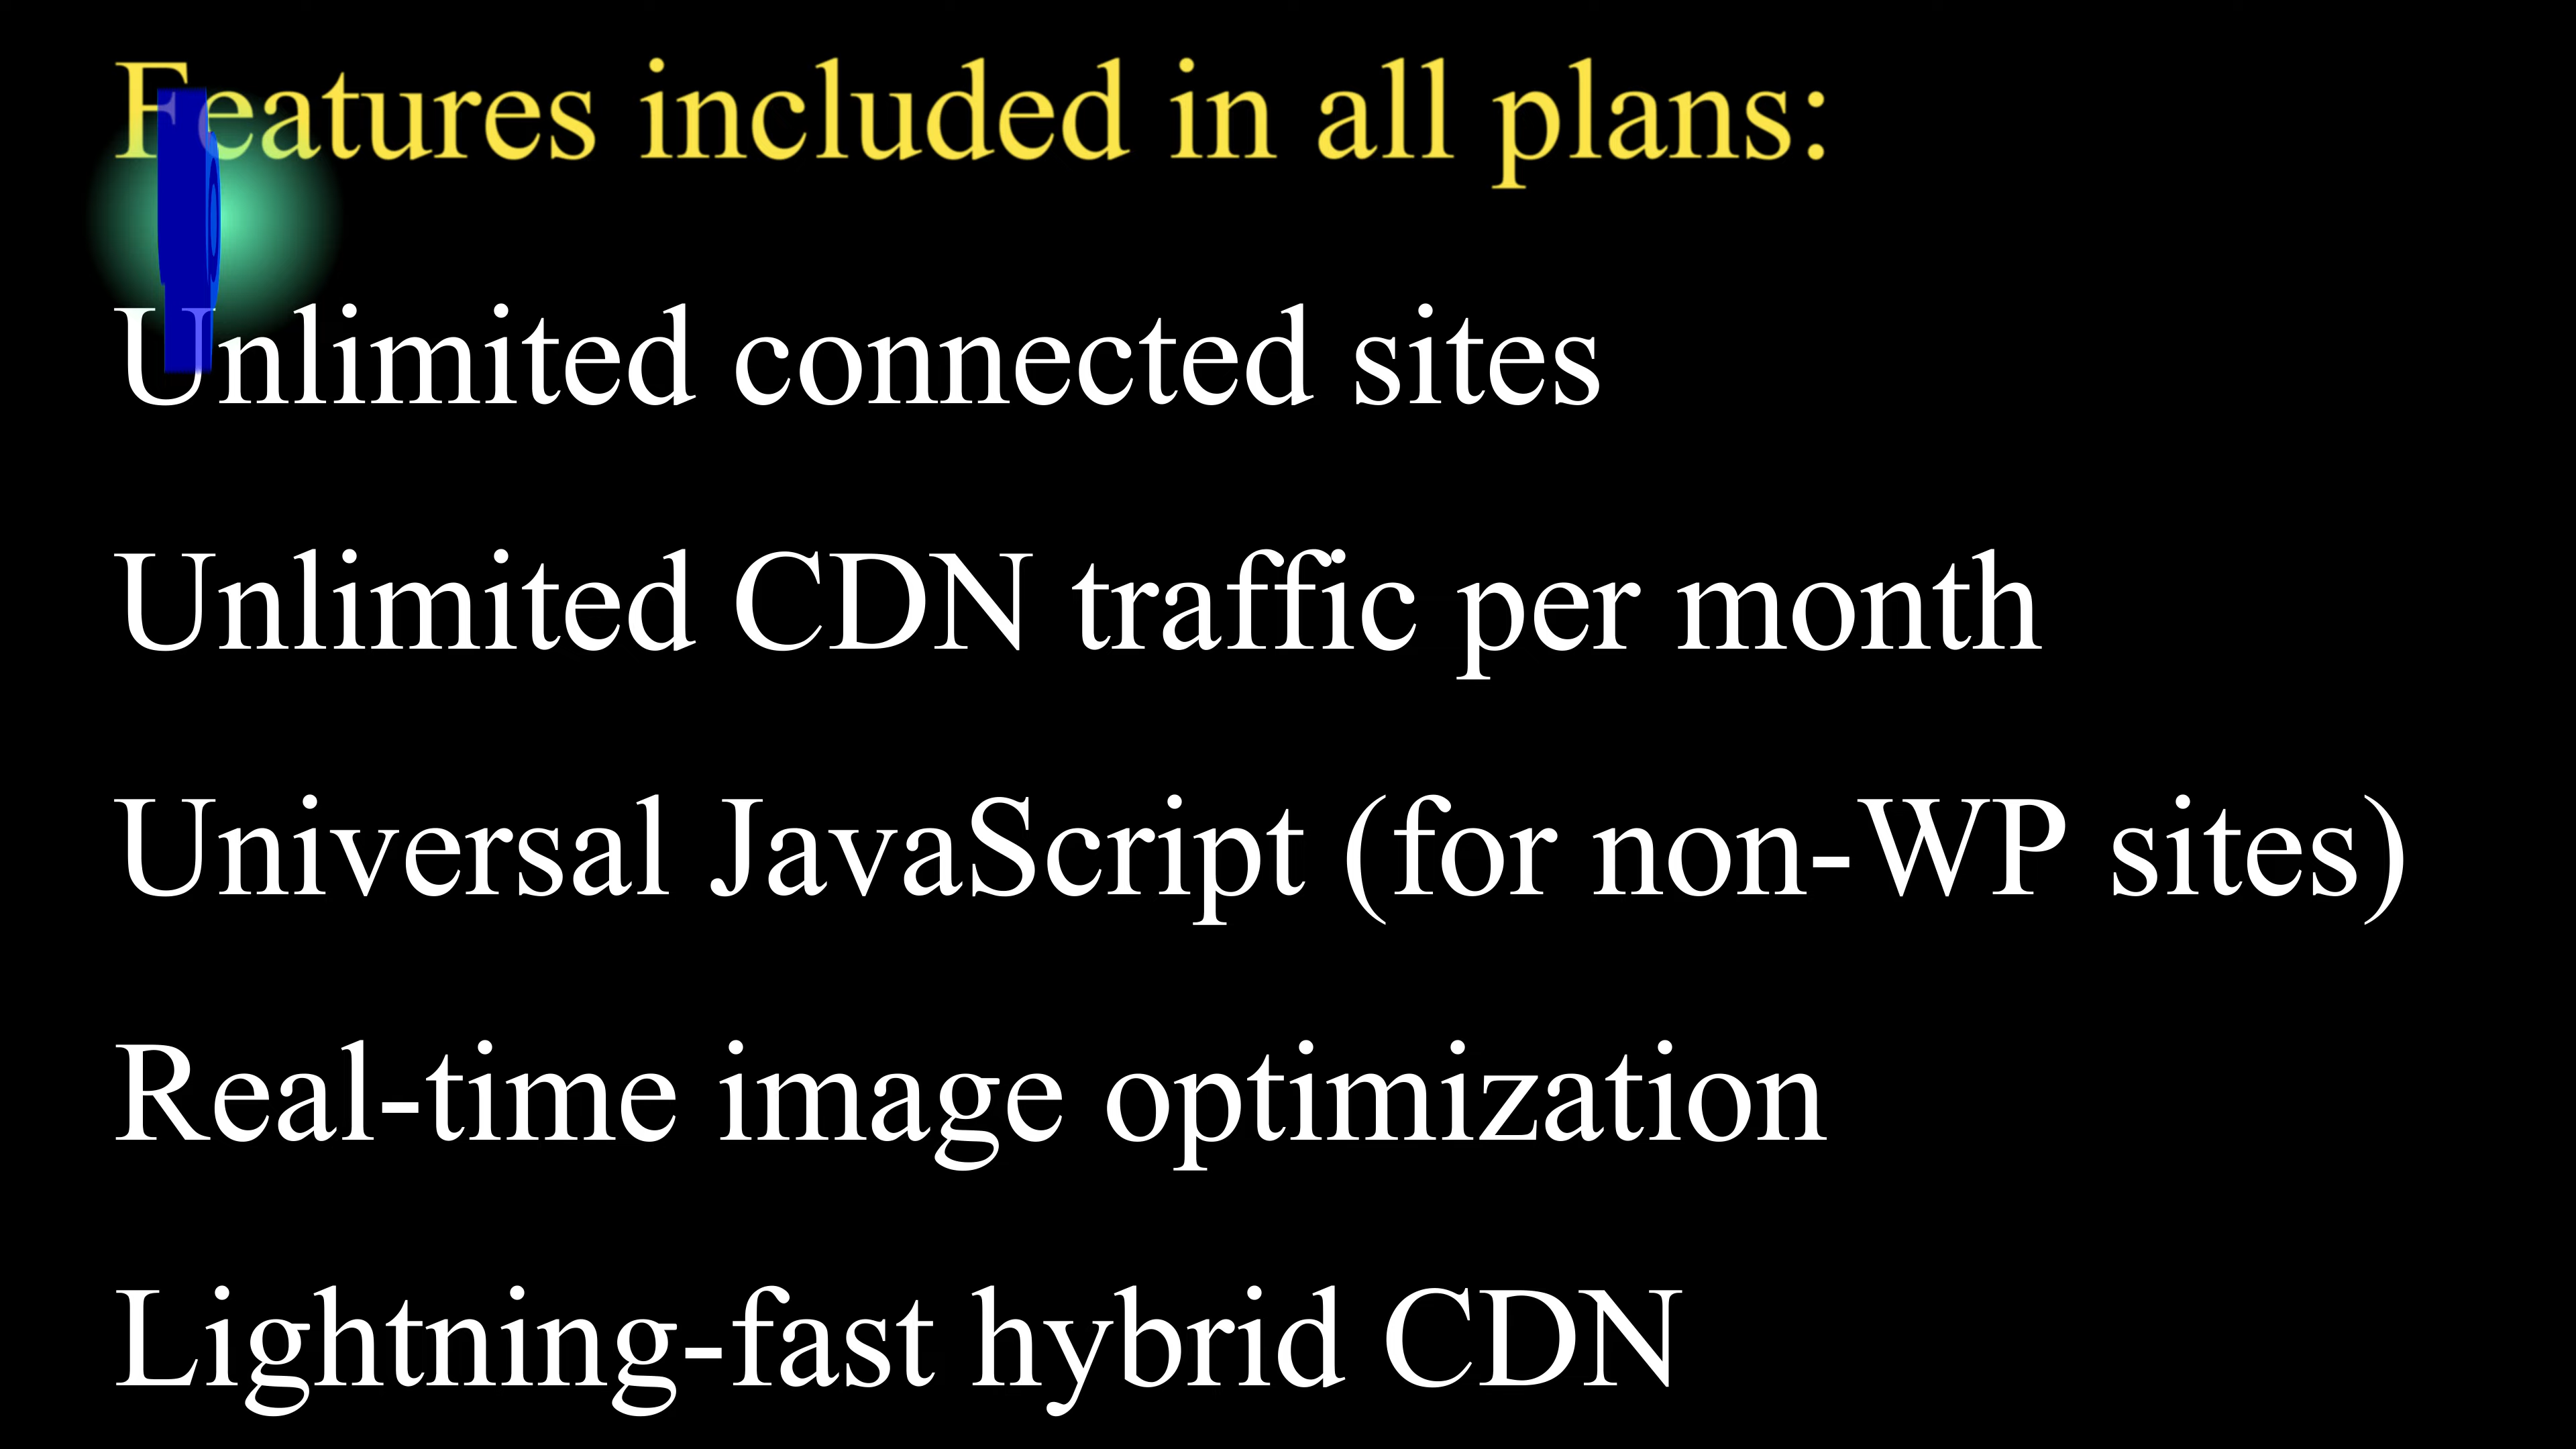 Features included in all plans:
Unlimited connected sites
Unlimited CDN traffic per month
Universal JavaScript (for non-WP sites)
Real-time image optimization
Lightning-fast hybrid CDN